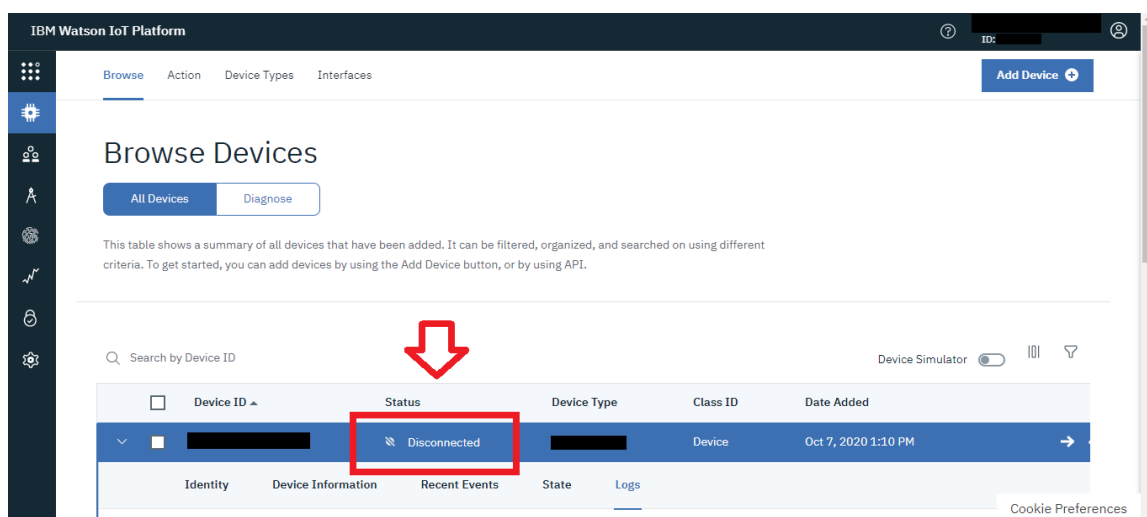 IBM Watson IoT Platform
ID:
Browse Action Device Types Interfaces
Add Device
Browse Devices
All Devices Diagnose
This table shows a summary of all devices that have been added. It can be filtered, organized, and searched on using different
criteria. To get started, you can add devices by using the Add Device button, or by using API.
Search by Device ID
Device Simulator
Device ID Status Device Type Class ID Date Added
Disconnected Device Oct 7, 2020 1:10 PM
Identity Device Information Recent Events State Logs
Cookie Preferences